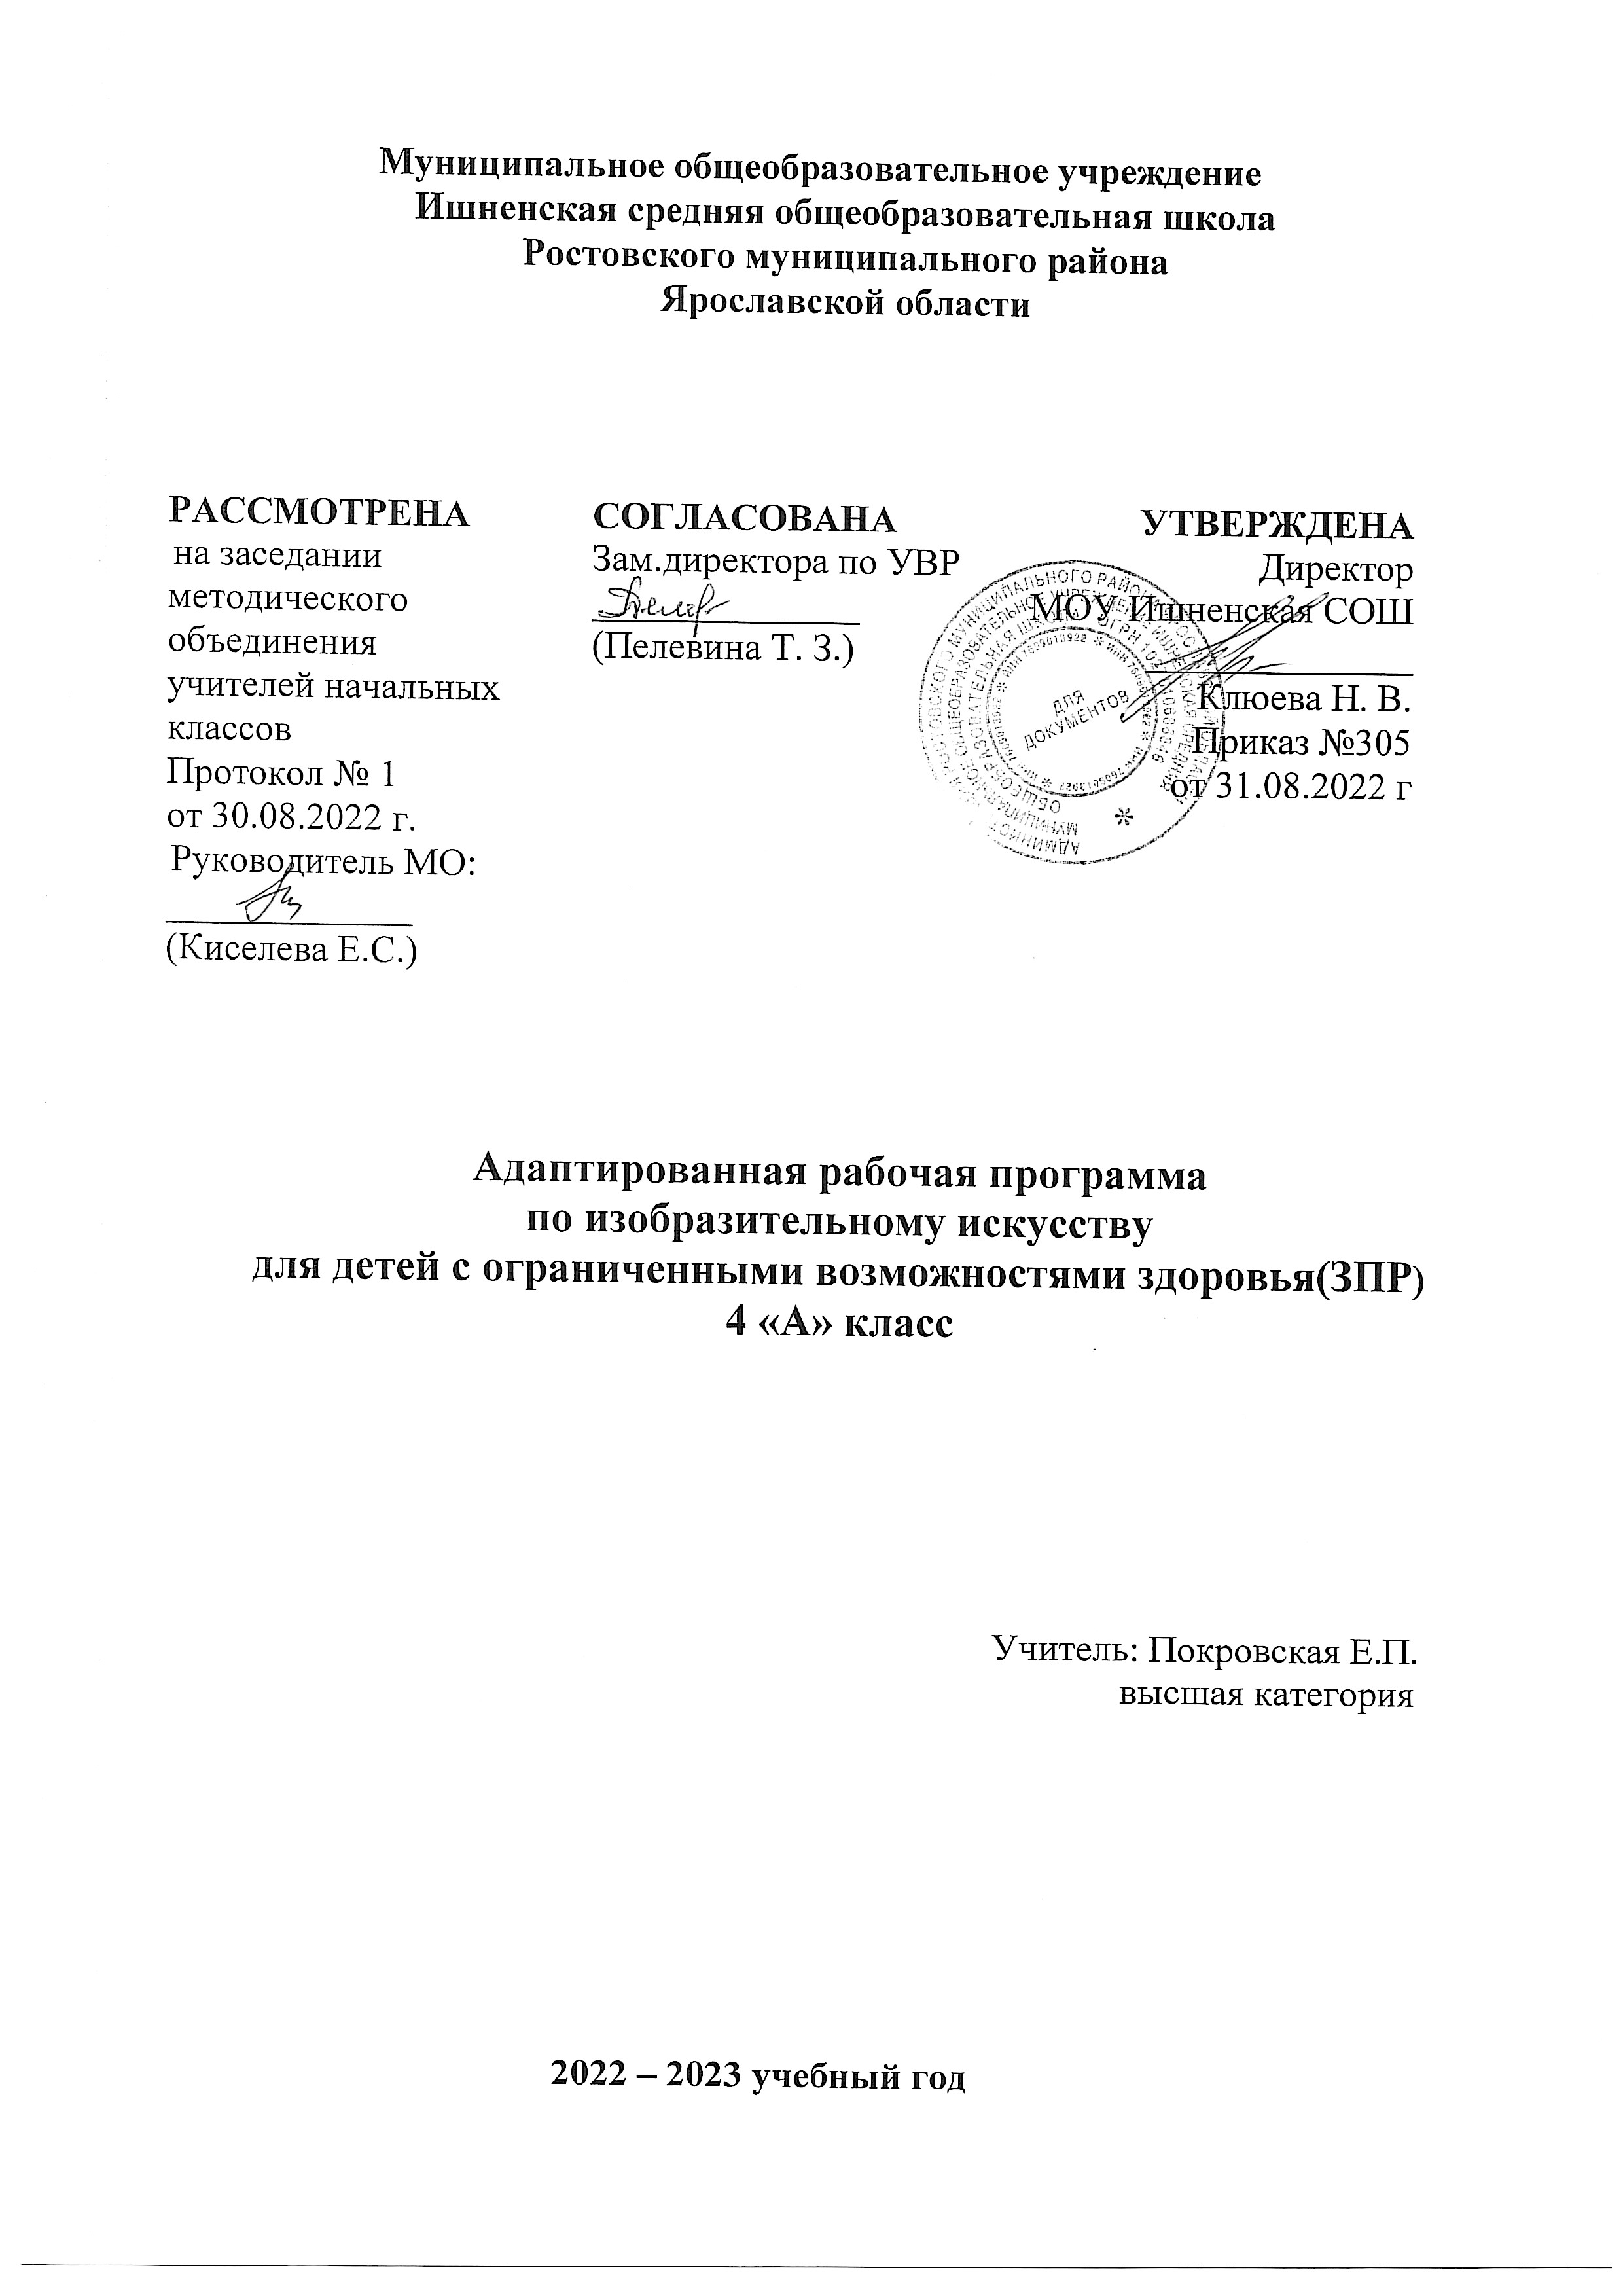 Муниципальное общеобразовательное учреждение
Ишненская средняя общеобразовательная школа
Ростовского муниципального района
Ярославской области
РАССМОТРЕНА
на заседании
методического
объединения
учителей начальных
классов
Протокол № 1
от 30.08.2022 г.
Руководитель МО:
(Киселева Е.С.)
СОГЛАСОВАНА
Зам.директора по УВР
(Пелевина Т. З.)
УТВЕРЖДЕНА
Директор
МОУ Ишненская СОШ
Клюева Н. В.
Приказ №305
от 31.08.2022 г
ДЛЯ
ДОКУМЕНТОВ
Адаптированная рабочая программа
по изобразительному искусству
для детей с ограниченными возможностями здоровья(ЗПР)
4 «А» класс
Учитель: Покровская Е.П.
высшая категория
2022 – 2023 учебный год